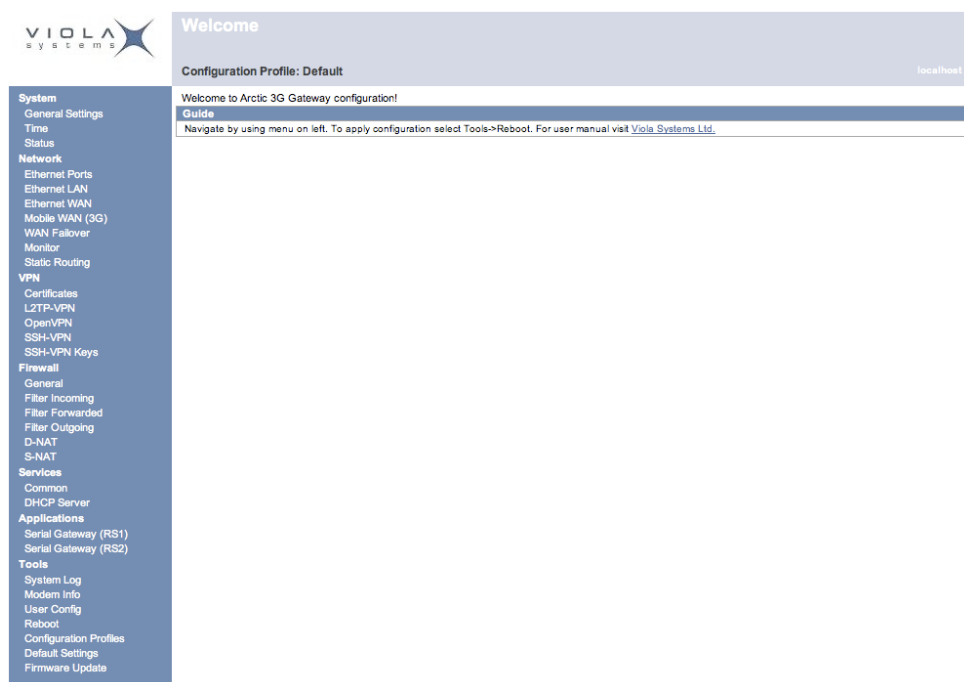 VIOLA
systems
Welcome
Configuration Profile: Default
localhost
System
General Settings
Time
Status
Network
Ethernet Ports
Ethernet LAN
Ethernet WAN
Mobile WAN (3G)
WAN Failover
Monitor
Static Routing
VPN
Certificates
L2TP-VPN
OpenVPN
SSH-VPN
SSH-VPN Keys
Firewall
General
Filter Incoming
Filter Forwarded
Filter Outgoing
D-NAT
S-NAT
Services
Common
DHCP Server
Applications
Serial Gateway (RS1)
Serial Gateway (RS2)
Tools
System Log
Modem Info
User Config
Reboot
Configuration Profiles
Default Settings
Firmware Update
Welcome to Arctic 3G Gateway configuration!
Guide
Navigate by using menu on left. To apply configuration select Tools->Reboot. For user manual visit Viola Systems Ltd.